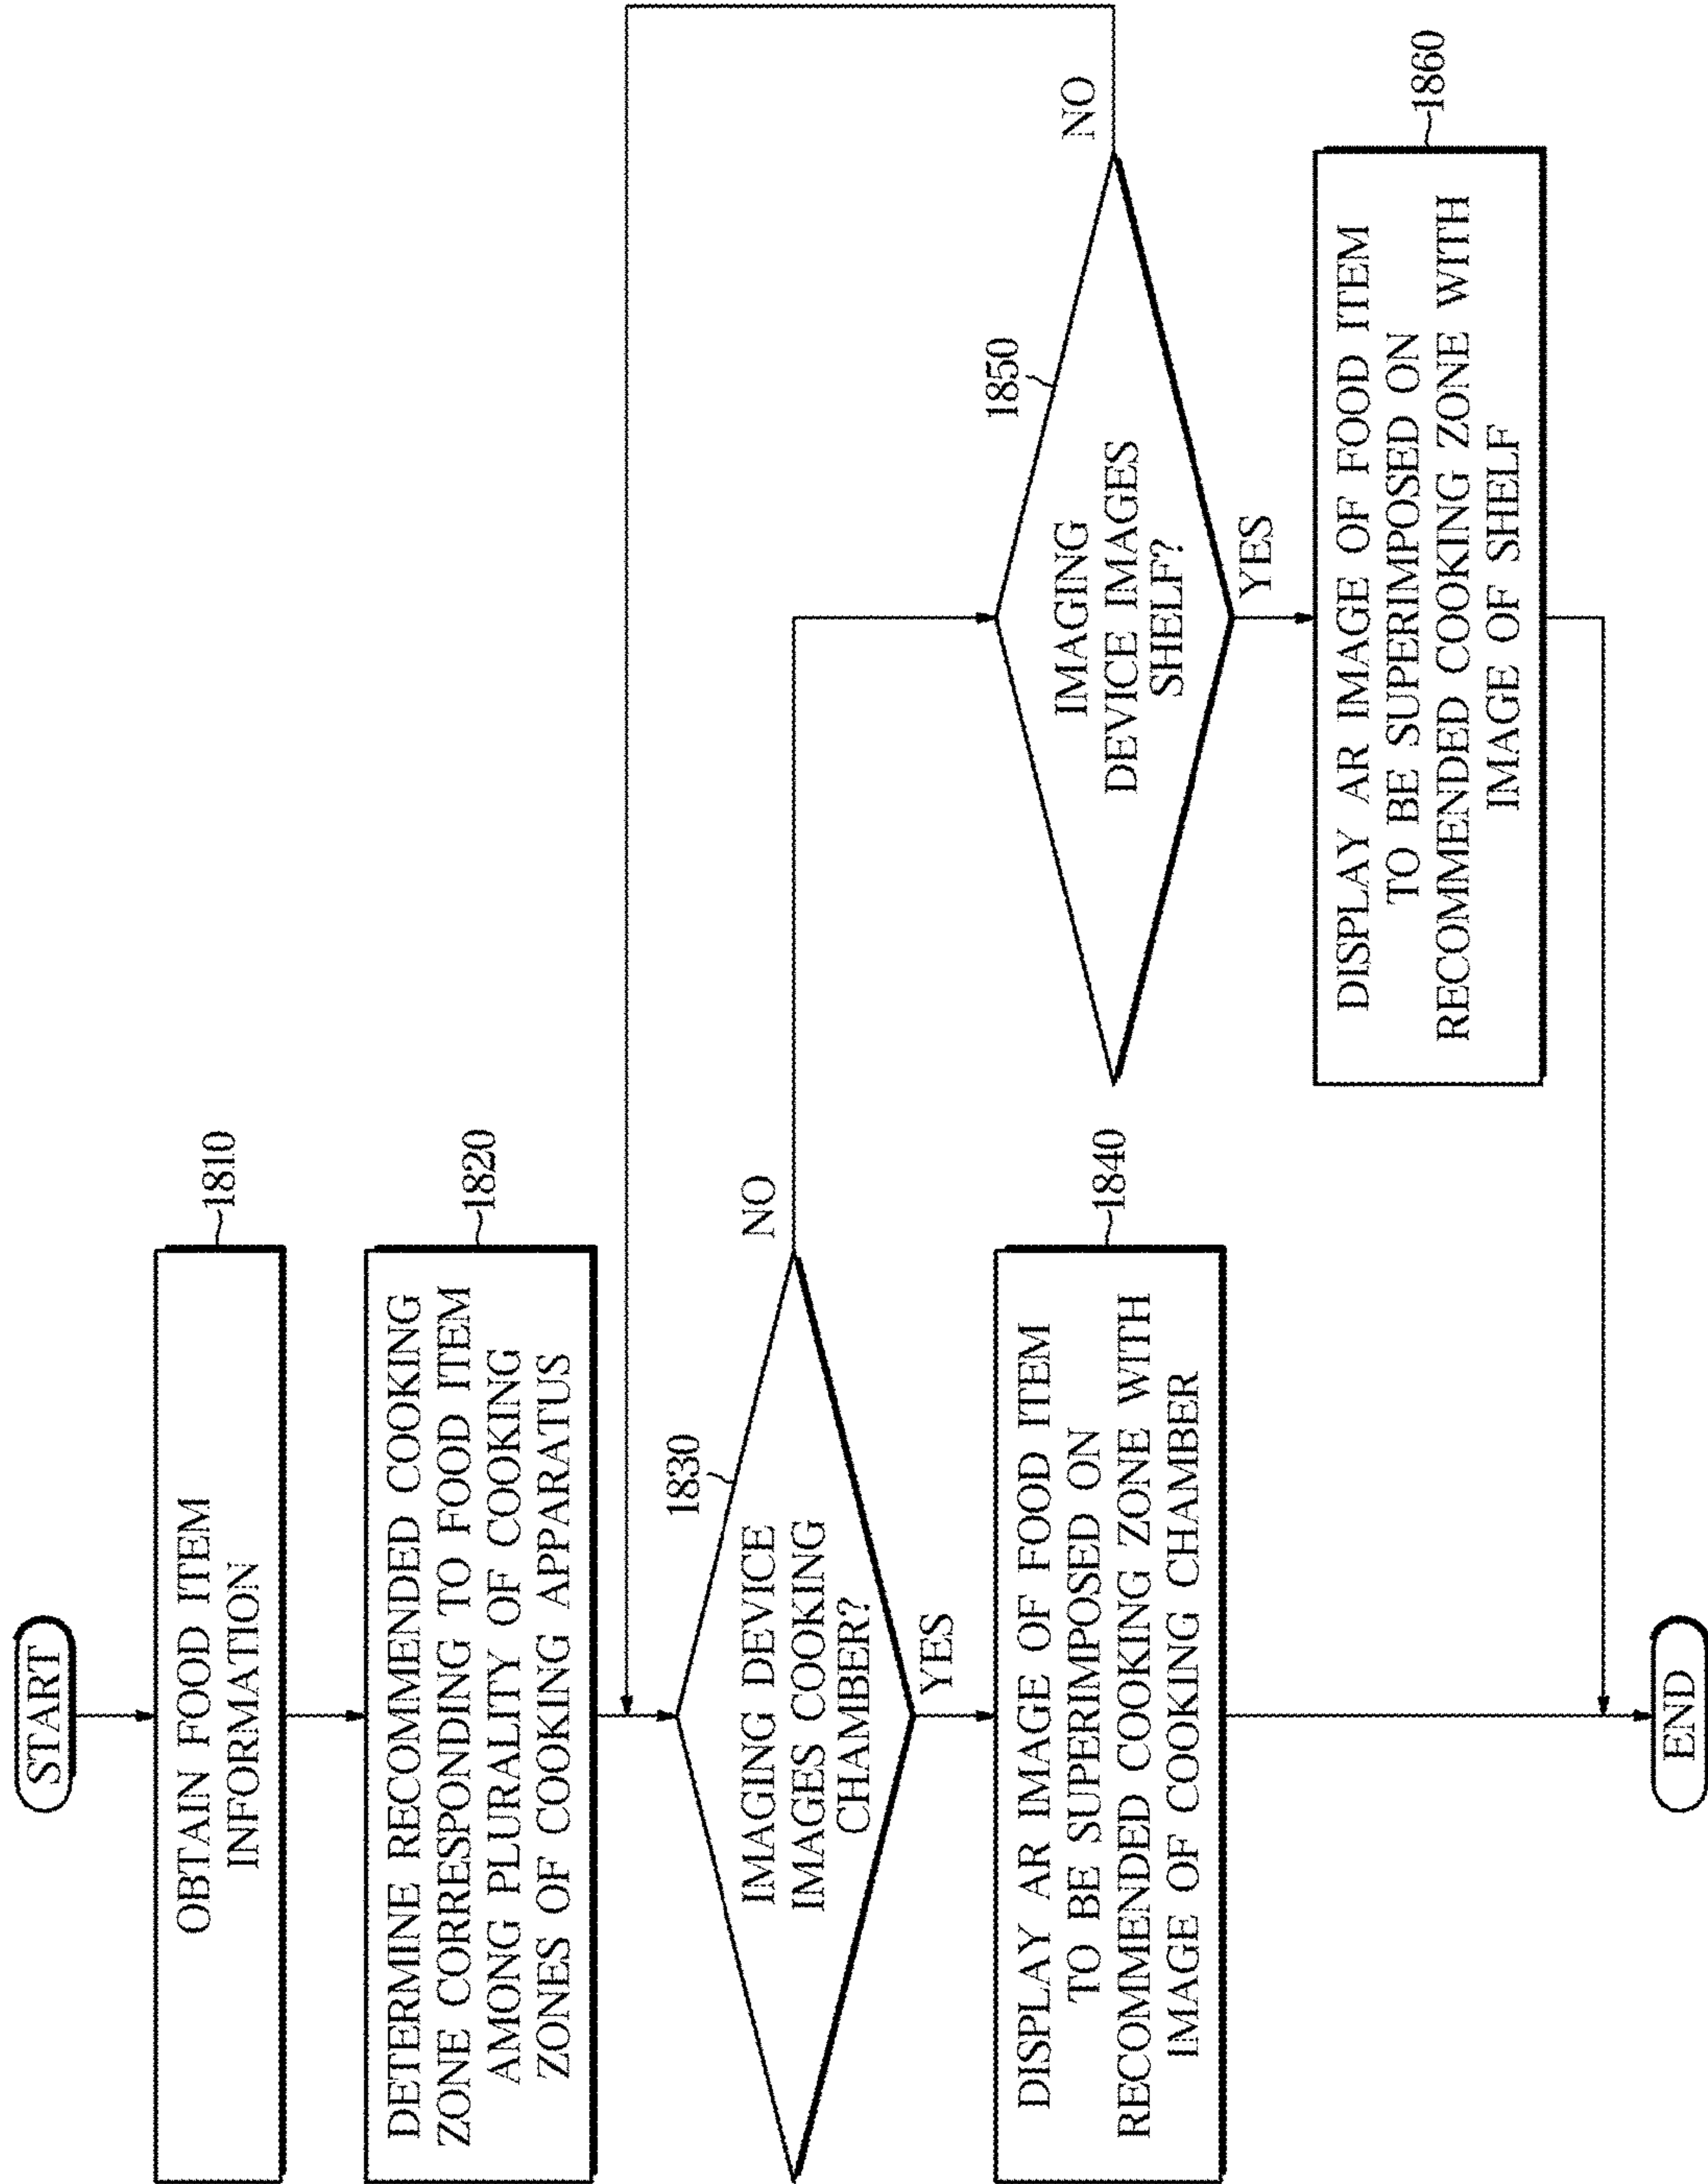 START
OBTAIN FOOD ITEM
INFORMATION
1810
DETERMINE RECOMMENDED COOKING
ZONE CORRESPONDING TO FOOD ITEM
AMONG PLURALITY OF COOKING
ZONES OF COOKING APPARATUS
1820
1830
IMAGING DEVICE
IMAGES COOKING
CHAMBER?
NO
YES
DISPLAY AR IMAGE OF FOOD ITEM
TO BE SUPERIMPOSED ON
RECOMMENDED COOKING ZONE WITH
IMAGE OF COOKING CHAMBER
1840
1850
IMAGING
DEVICE IMAGES
SHELF?
NO
YES
DISPLAY AR IMAGE OF FOOD ITEM
TO BE SUPERIMPOSED ON
RECOMMENDED COOKING ZONE WITH
IMAGE OF SHELF
1860
END